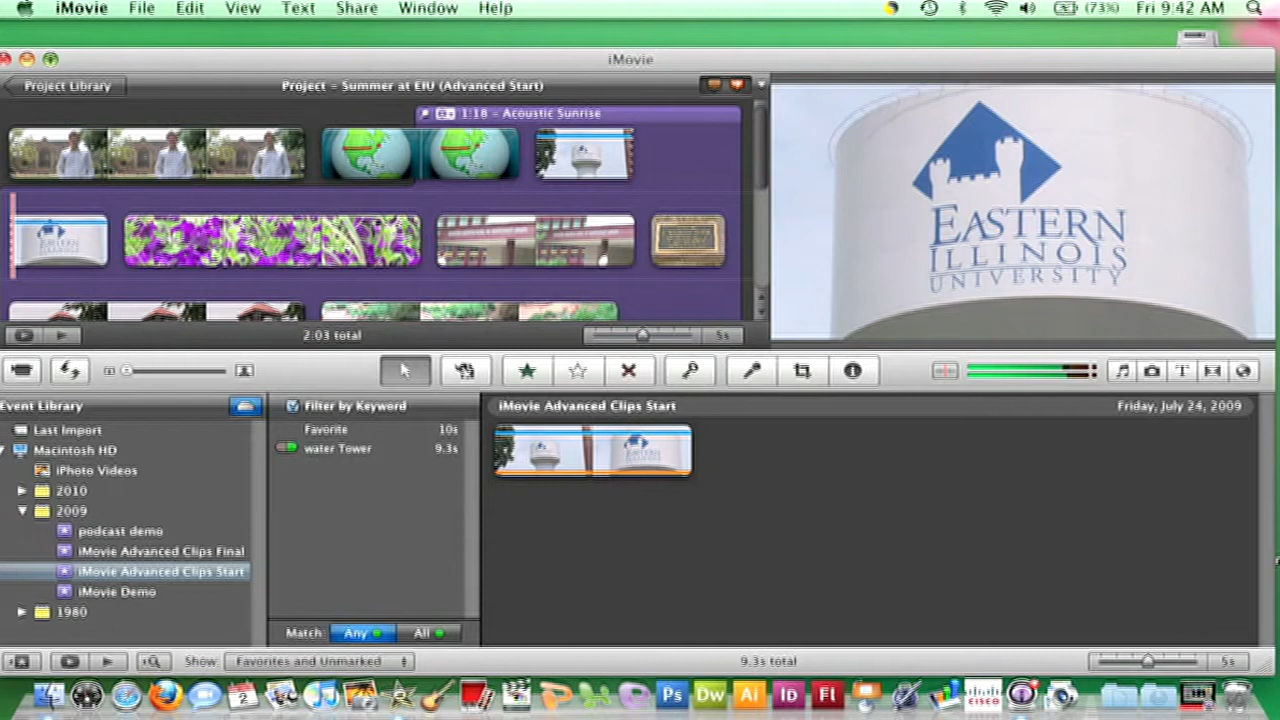 iMovie File Edit View Text Share Window Help
(73%) Fri 9:42 AM
iMovie
Project Library
Project – Summer at EIU (Advanced Start)
1:18 – Acoustic Sunrise
EASTERN
ILLINOIS
UNIVERSITY
2:03 total
5s
Event Library
Filter by Keyword
iMovie Advanced Clips Start
Friday, July 24, 2009
Last Import
Favorite 10s
Macintosh HD
water Tower 9.3s
iPhoto Videos
2010
2009
podcast demo
iMovie Advanced Clips Final
iMovie Advanced Clips Start
iMovie Demo
1980
Match: Any All
Show: Favorites and Unmarked
9.3s total
5s
2
Ps Dw Ai Id Fl
CISCO